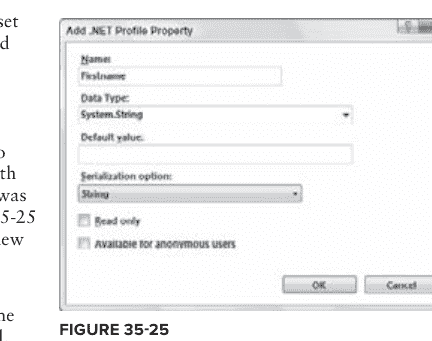 set
d
o
th
was
5-25
ew
ne
Add .NET Profile Property
Name:
Firstname
Data Type:
System.String
Default value:
Serialization option:
String
Read only
Available for anonymous users
OK
Cancel
FIGURE 35-25